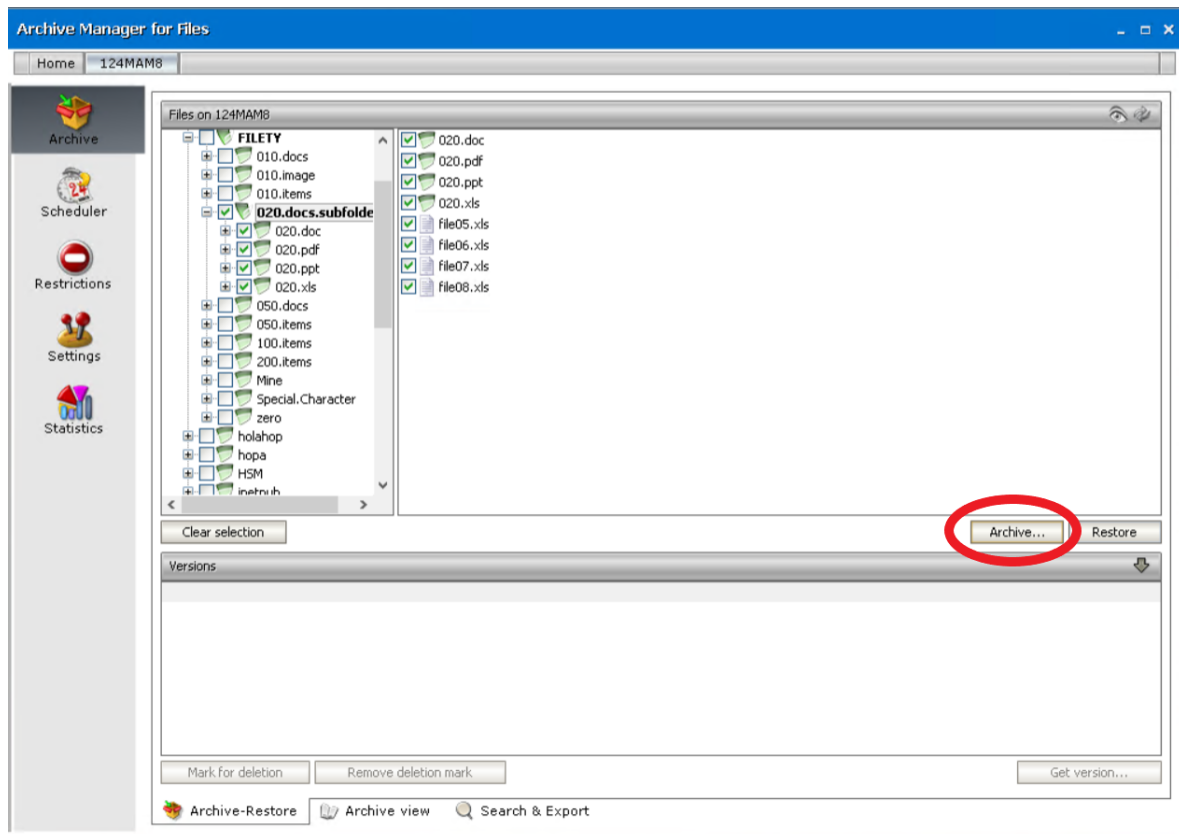 Archive Manager for Files
Home
124MAM8
Archive
Scheduler
Restrictions
Settings
Statistics
Files on 124MAM8
FILETY
010.docs
010.image
010.items
020.docs.subfolde
020.doc
020.pdf
020.ppt
020.xls
050.docs
050.items
100.items
200.items
Mine
Special.Character
zero
holahop
hopa
HSM
inetpub
020.doc
020.pdf
020.ppt
020.xls
file05.xls
file06.xls
file07.xls
file08.xls
Clear selection
Archive...
Restore
Versions
Mark for deletion
Remove deletion mark
Get version...
Archive-Restore
Archive view
Search & Export